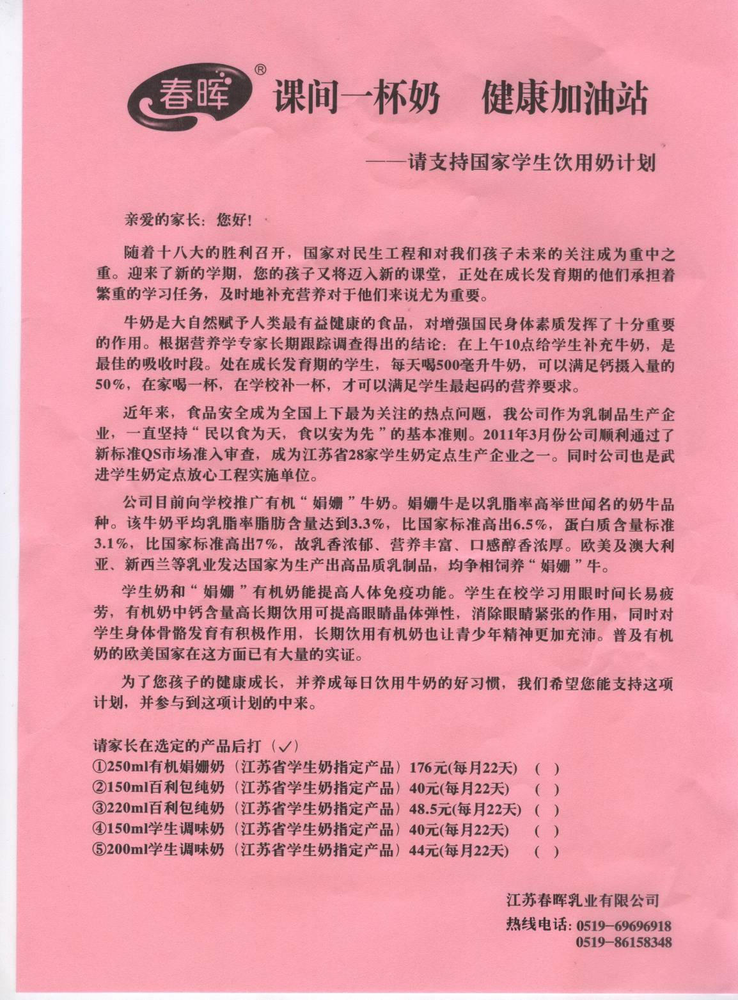 春晖® 课间一杯奶 健康加油站
——请支持国家学生饮用奶计划
亲爱的家长：您好！
随着十八大的胜利召开，国家对民生工程和对我们孩子未来的关注成为重中之
重。迎来了新的学期，您的孩子又将迈入新的课堂，正处在成长发育期的他们承担着
繁重的学习任务，及时地补充营养对于他们来说尤为重要。
牛奶是大自然赋予人类最有益健康的食品，对增强国民身体素质发挥了十分重要
的作用。根据营养学专家长期跟踪调查得出的结论：在上午10点给学生补充牛奶，是
最佳的吸收时段。处在成长发育期的学生，每天喝500毫升牛奶，可以满足钙摄入量的
50%，在家喝一杯，在学校补一杯，才可以满足学生最起码的营养要求。
近年来，食品安全成为全国上下最为关注的热点问题，我公司作为乳制品生产企
业，一直坚持“民以食为天，食以安为先”的基本准则。2011年3月份公司顺利通过了
新标准QS市场准入审查，成为江苏省28家学生奶定点生产企业之一。同时公司也是武
进学生奶定点放心工程实施单位。
公司目前向学校推广有机“娟姗”牛奶。娟姗牛是以乳脂率高举世闻名的奶牛品
种。该牛奶平均乳脂率脂肪含量达到3.3%，比国家标准高出6.5%，蛋白质含量标准
3.1%，比国家标准高出7%，故乳香浓郁、营养丰富、口感醇香浓厚。欧美及澳大利
亚、新西兰等乳业发达国家为生产出高品质乳制品，均争相饲养“娟姗”牛。
学生奶和“娟姗”有机奶能提高人体免疫功能。学生在校学习用眼时间长易疲
劳，有机奶中钙含量高长期饮用可提高眼睛晶体弹性，消除眼睛紧张的作用，同时对
学生身体骨骼发育有积极作用，长期饮用有机奶也让青少年精神更加充沛。普及有机
奶的欧美国家在这方面已有大量的实证。
为了您孩子的健康成长，并养成每日饮用牛奶的好习惯，我们希望您能支持这项
计划，并参与到这项计划的中来。
请家长在选定的产品后打（✓）
①250ml有机娟姗奶（江苏省学生奶指定产品）176元(每月22天) ( )
②150ml百利包纯奶（江苏省学生奶指定产品）40元(每月22天) ( )
③220ml百利包纯奶（江苏省学生奶指定产品）48.5元(每月22天) ( )
④150ml学生调味奶（江苏省学生奶指定产品）40元(每月22天) ( )
⑤200ml学生调味奶（江苏省学生奶指定产品）44元(每月22天) ( )
江苏春晖乳业有限公司
热线电话：0519-69696918
0519-86158348